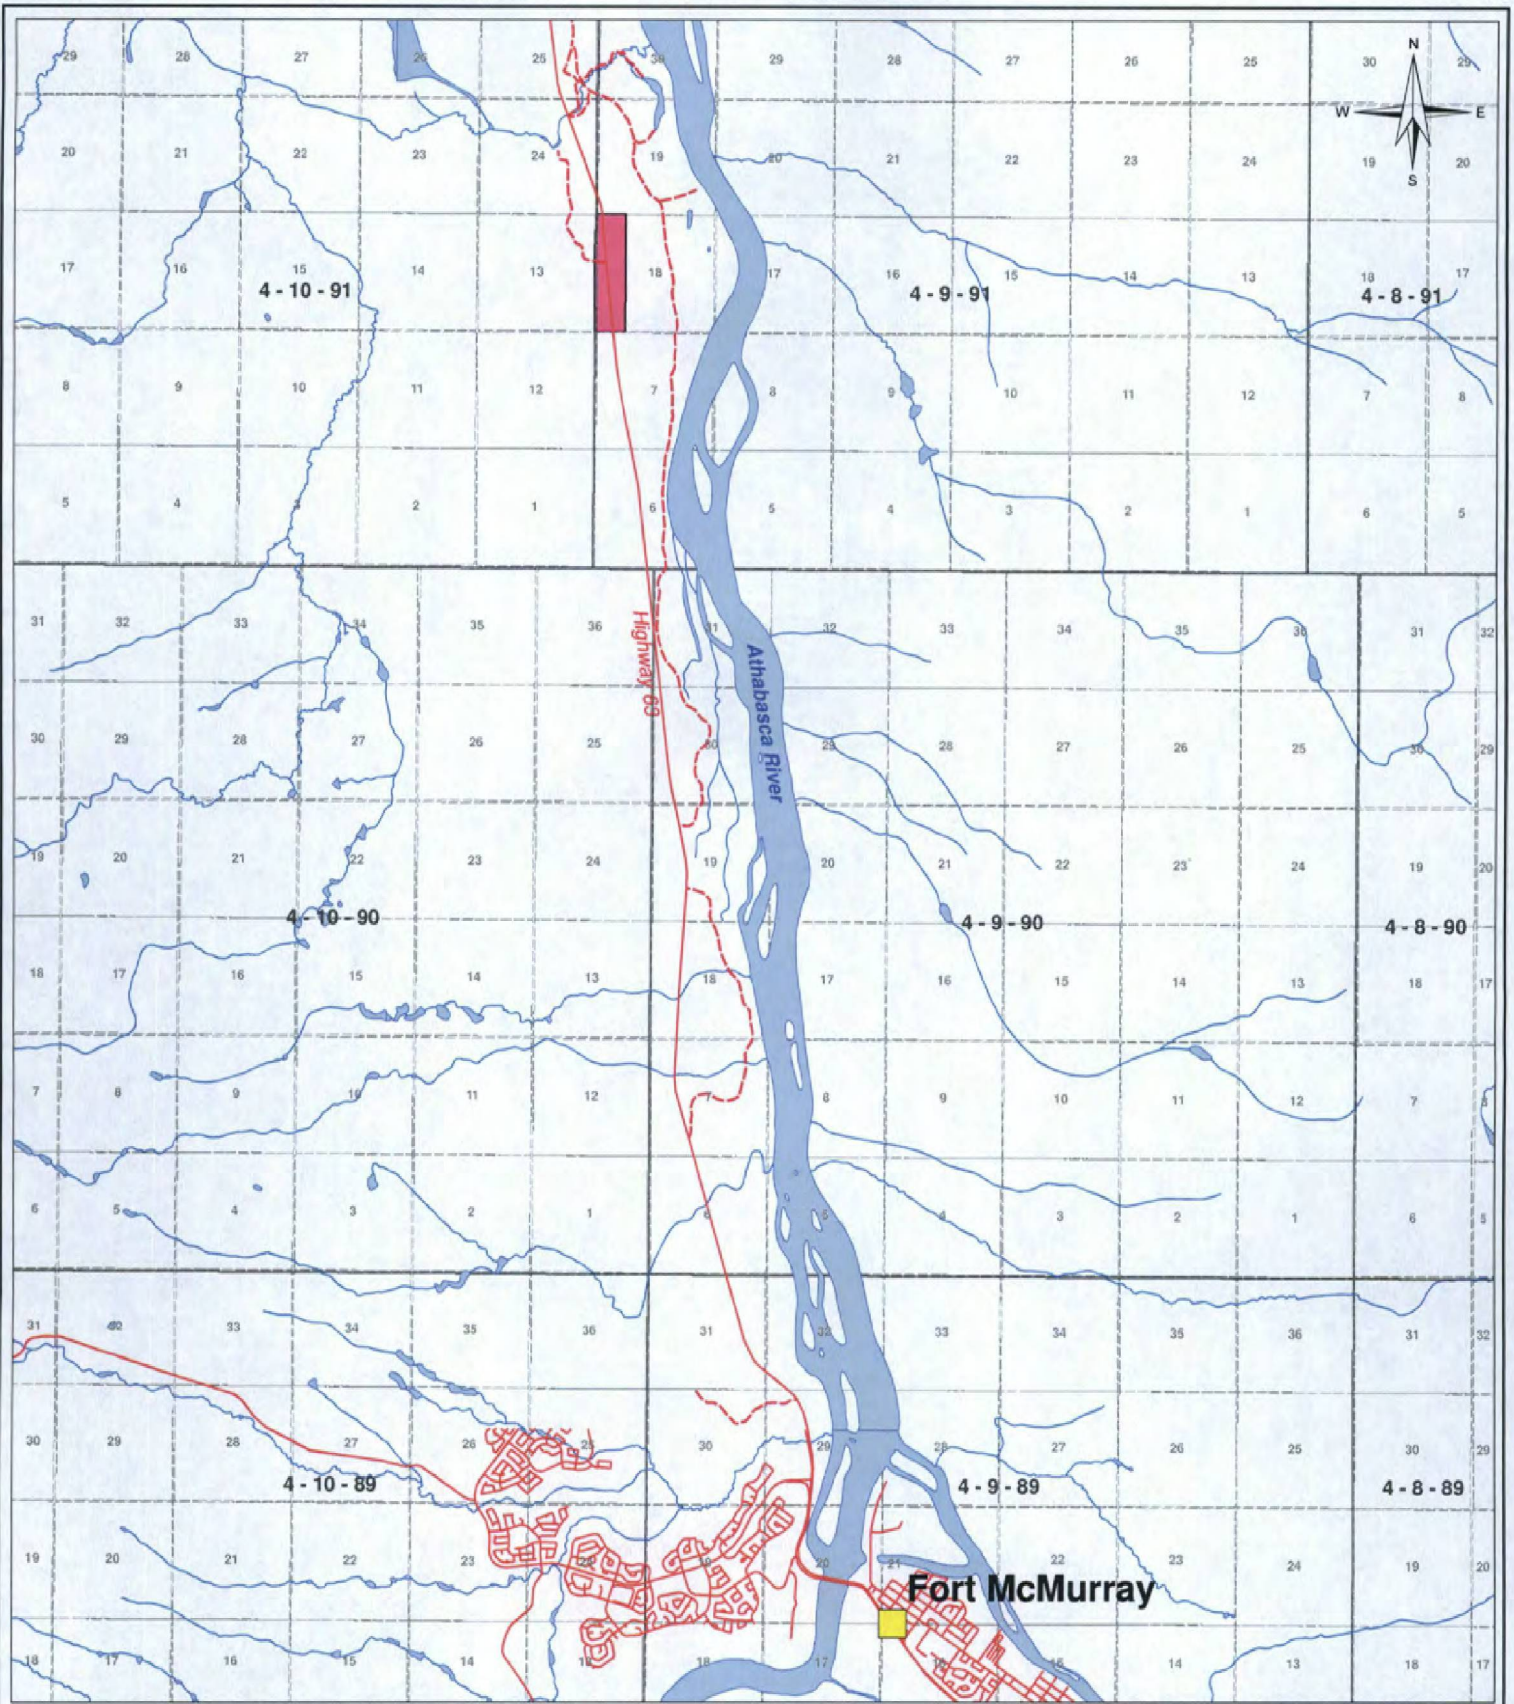 29 28 27 26 25 30 29 28 27 26 25 30 29
N
W E
S
20 21 22 23 24 19 20 21 22 23 24 19 20
17 16 15 14 13 18 17 16 15 14 13 18 17
4 - 10 - 91 4 - 9 - 91 4 - 8 - 91
8 9 10 11 12 7 8 9 10 11 12 7 8
5 4 3 2 1 6 5 4 3 2 1 6 5
31 32 33 34 35 36 31 32 33 34 35 36 31 32
Highway 63
Athabasca River
30 29 28 27 26 25 30 29 28 27 26 25 30 29
19 20 21 22 23 24 19 20 21 22 23 24 19 20
4 - 10 - 90 4 - 9 - 90 4 - 8 - 90
18 17 16 15 14 13 18 17 16 15 14 13 18 17
7 8 9 10 11 12 7 8 9 10 11 12 7 8
6 5 4 3 2 1 6 5 4 3 2 1 6 5
31 32 33 34 35 36 31 32 33 34 35 36 31 32
30 29 28 27 26 25 30 29 28 27 26 25 30 29
4 - 10 - 89 4 - 9 - 89 4 - 8 - 89
19 20 21 22 23 24 19 20 21 22 23 24 19 20
Fort McMurray
18 17 16 15 14 13 18 17 16 15 14 13 18 17